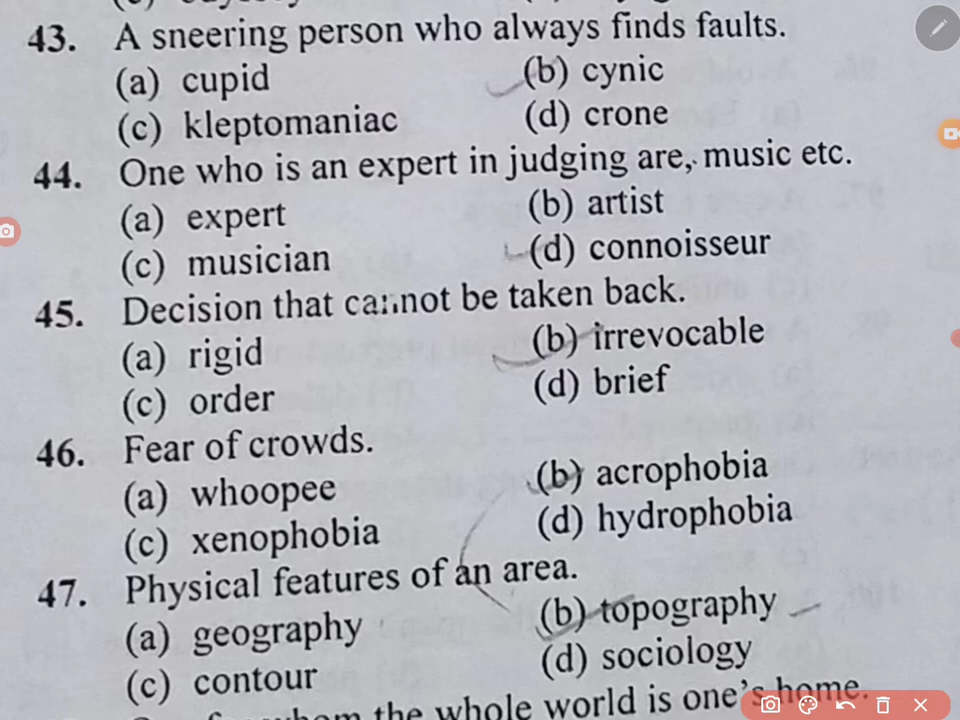 43. A sneering person who always finds faults.
(a) cupid (b) cynic
(c) kleptomaniac (d) crone
44. One who is an expert in judging are, music etc.
(a) expert (b) artist
(c) musician (d) connoisseur
45. Decision that cannot be taken back.
(a) rigid (b) irrevocable
(c) order (d) brief
46. Fear of crowds.
(a) whoopee (b) acrophobia
(c) xenophobia (d) hydrophobia
47. Physical features of an area.
(a) geography (b) topography
(c) contour (d) sociology
whom the whole world is one's home.